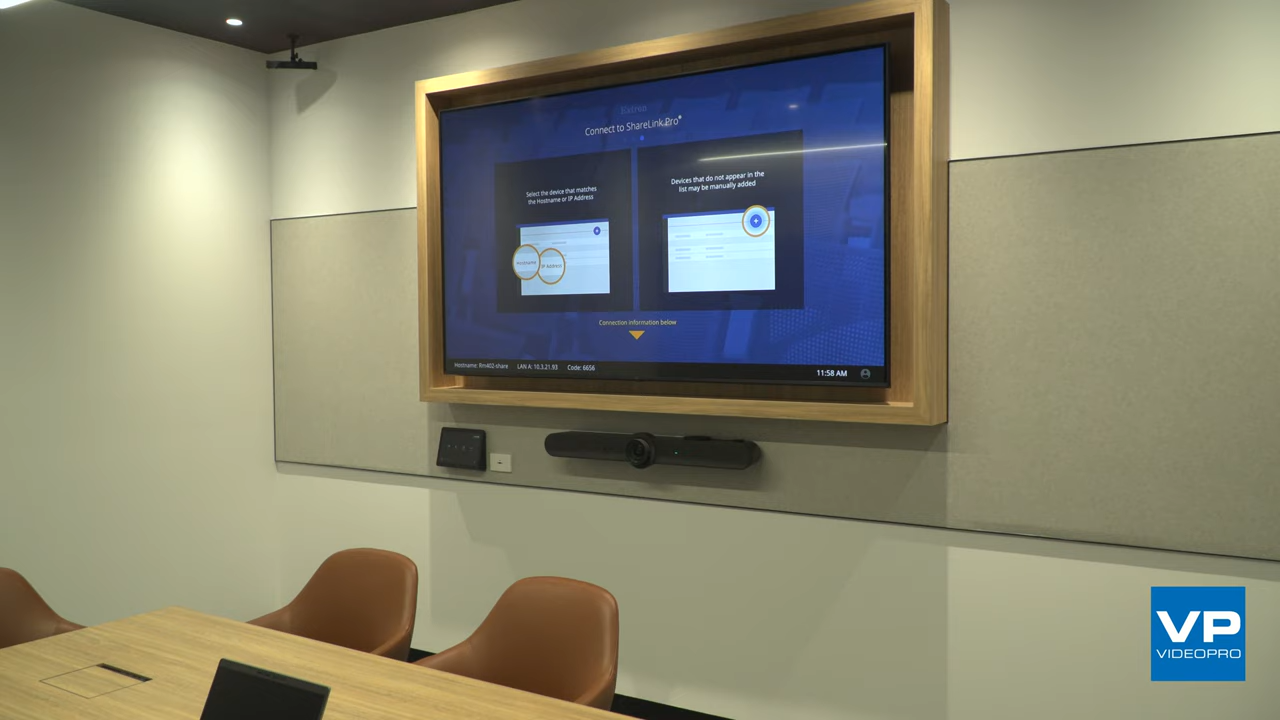 Extron
Connect to ShareLink Pro®
Select the device that matches
the Hostname or IP Address
Devices that do not appear in the
list may be manually added
Hostname
IP Address
Connection information below
Hostname: Rm402-share
LAN A: 10.3.21.93
Code: 6656
11:58 AM
VP
VIDEOPRO